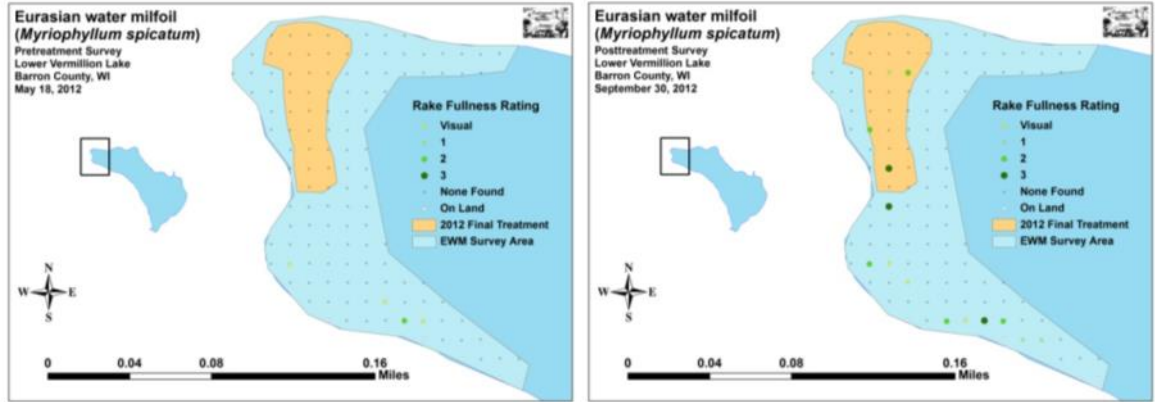 Eurasian water milfoil
(Myriophyllum spicatum)
Pretreatment Survey
Lower Vermillion Lake
Barron County, WI
May 18, 2012
Rake Fullness Rating
Visual
1
2
3
None Found
On Land
2012 Final Treatment
EWM Survey Area
N
W E
S
0 0.04 0.08 0.16
Miles
Eurasian water milfoil
(Myriophyllum spicatum)
Posttreatment Survey
Lower Vermillion Lake
Barron County, WI
September 30, 2012
Rake Fullness Rating
Visual
1
2
3
None Found
On Land
2012 Final Treatment
EWM Survey Area
N
W E
S
0 0.04 0.08 0.16
Miles